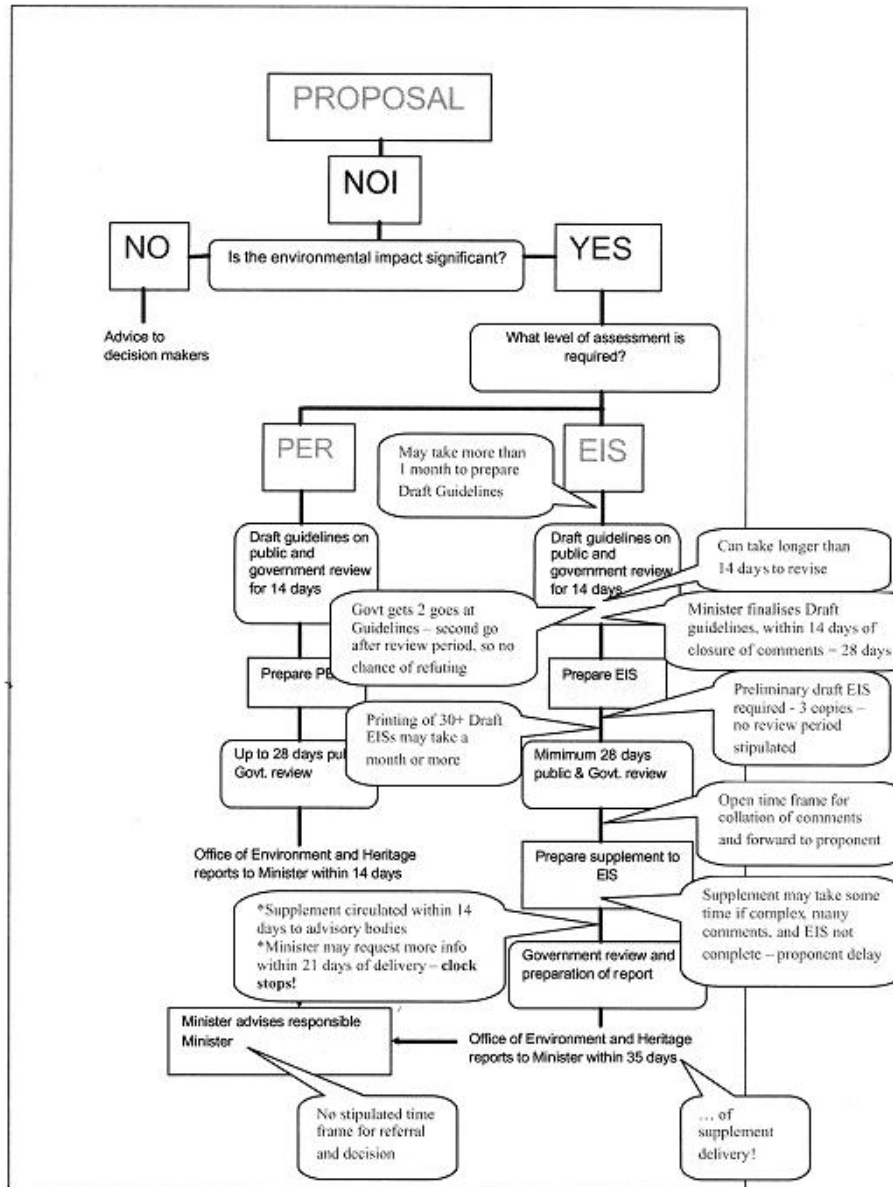 PROPOSAL
NOI
NO
Is the environmental impact significant?
YES
Advice to
decision makers
What level of assessment is
required?
PER
May take more than
1 month to prepare
Draft Guidelines
EIS
Draft guidelines on
public and
government review
for 14 days
Draft guidelines on
public and
government review
for 14 days
Can take longer than
14 days to revise
Govt gets 2 goes at
Guidelines – second go
after review period, so no
chance of refuting
Minister finalises Draft
guidelines, within 14 days of
closure of comments = 28 days
Prepare PE
Prepare EIS
Preliminary draft EIS
required - 3 copies –
no review period
stipulated
Printing of 30+ Draft
EISs may take a
month or more
Up to 28 days pu
Govt. review
Mimimum 28 days
public & Govt. review
Open time frame for
collation of comments
and forward to proponent
Office of Environment and Heritage
reports to Minister within 14 days
Prepare supplement to
EIS
*Supplement circulated within 14
days to advisory bodies
*Minister may request more info
within 21 days of delivery – clock
stops!
Supplement may take some
time if complex, many
comments, and EIS not
complete – proponent delay
Government review and
preparation of report
Minister advises responsible
Minister
Office of Environment and Heritage
reports to Minister within 35 days
No stipulated time
frame for referral
and decision
… of
supplement
delivery!